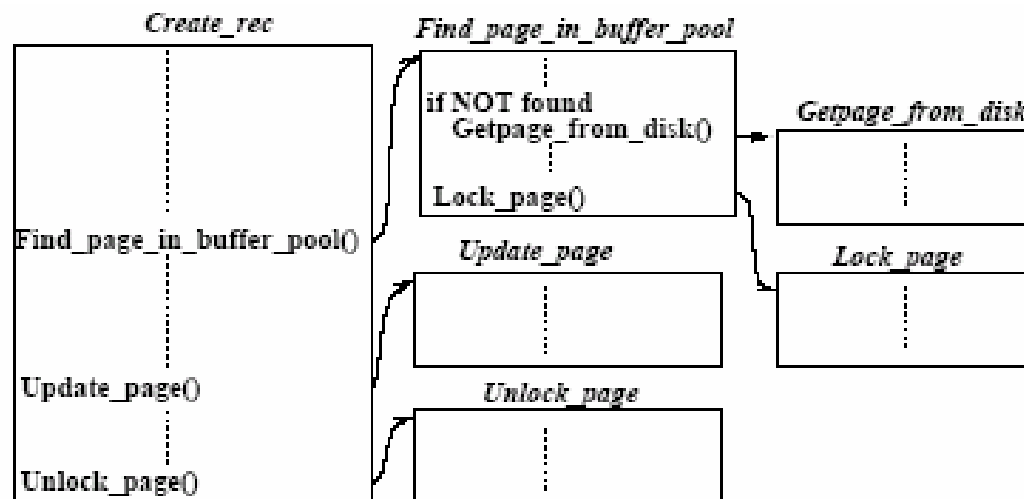 Create_rec
Find_page_in_buffer_pool()
Update_page()
Unlock_page()
Find_page_in_buffer_pool
if NOT found
Getpage_from_disk()
Lock_page()
Update_page
Unlock_page
Getpage_from_disk
Lock_page